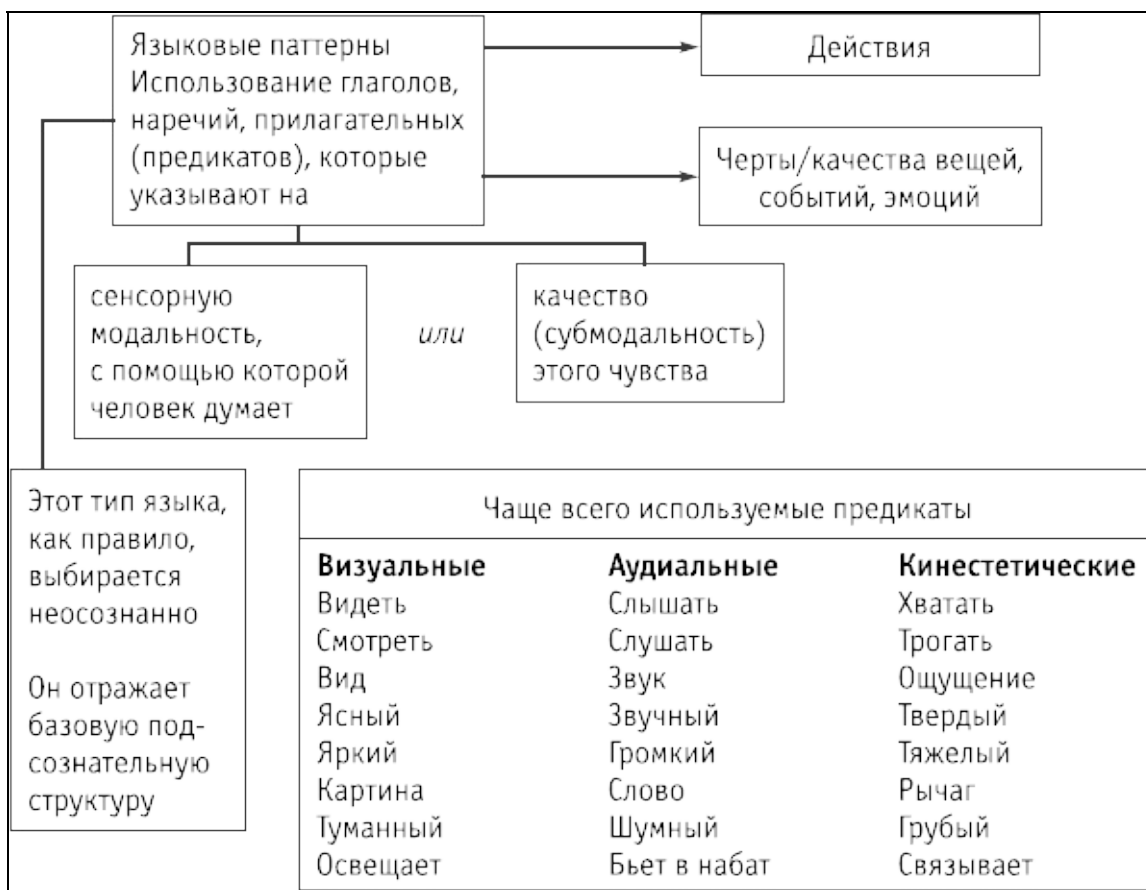 Языковые паттерны
Использование глаголов,
наречий, прилагательных
(предикатов), которые
указывают на
Действия
Черты/качества вещей,
событий, эмоций
сенсорную
модальность,
с помощью которой
человек думает
или
качество
(субмодальность)
этого чувства
Этот тип языка,
как правило,
выбирается
неосознанно
Он отражает
базовую под-
сознательную
структуру
Чаще всего используемые предикаты
Визуальные Аудиальные Кинестетические
Видеть Слышать Хватать
Смотреть Слушать Трогать
Вид Звук Ощущение
Ясный Звучный Твердый
Яркий Громкий Тяжелый
Картина Слово Рычаг
Туманный Шумный Грубый
Освещает Бьет в набат Связывает